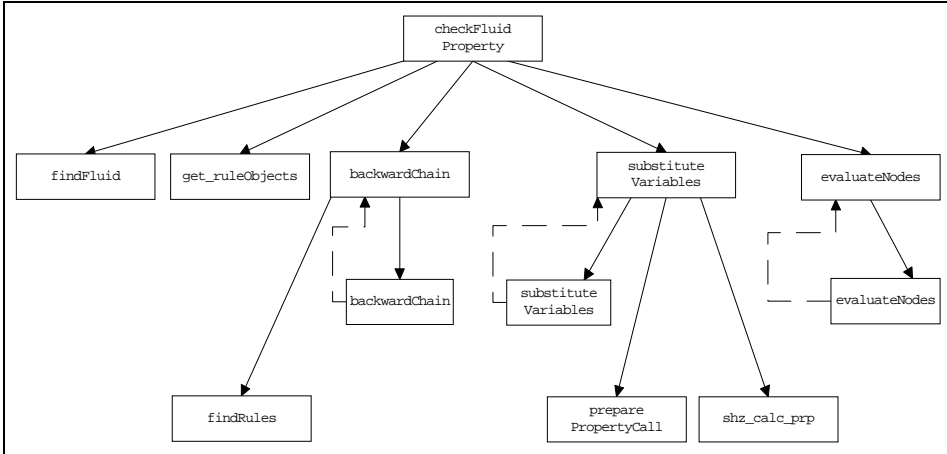 checkFluid
Property
findFluid
get_ruleObjects
backwardChain
substitute
Variables
evaluateNodes
backwardChain
substitute
Variables
evaluateNodes
findRules
prepare
PropertyCall
shz_calc_prp